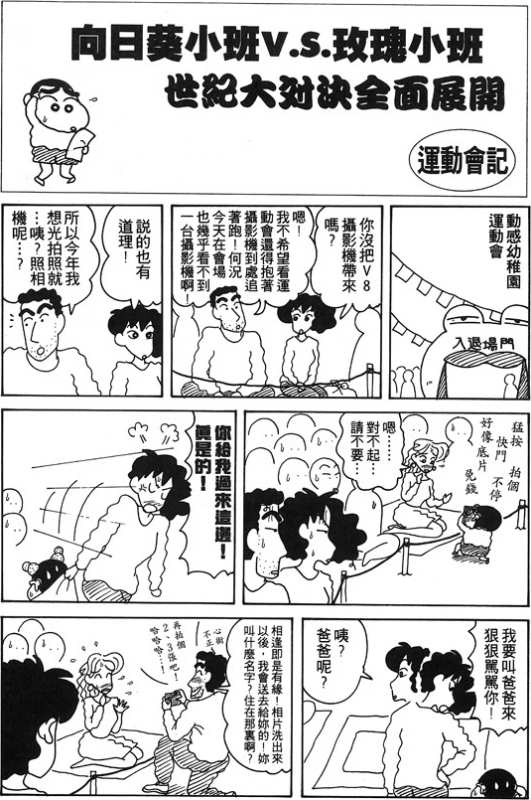 向日葵小班V.S.玫瑰小班
世紀大対決全面展開
運動會記
動感幼稚園
運動會
入退場門
你沒把V8
攝影機帶來
嗎?
嗯!
我不希望看運
動會還得抱著
攝影機到處追
著跑!何況
今天在會場
也幾乎看不到
一台攝影機啊!
說的也有
道理!
所以今年我
想光拍照就
…咦?照相
機呢…?
猛按
快門
拍個
不停
好像底片
免錢
嗯……
對不起…
請不要…
你給我過來這邊!
真是的!
我要叫爸爸來
狠狠罵罵你!
咦?
爸爸呢?
相逢即是有緣!相片洗出來
以後,我會送去給妳的!妳
叫什麼名字?住在那裏啊?
心術
不正
再拍個
2、3張吧!
哈哈哈…